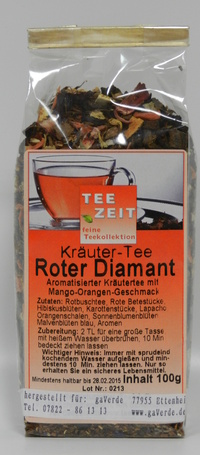 TEE
ZEIT
feine
Teekollektion
Kräuter-Tee
Roter Diamant
Aromatisierter Kräutertee mit
Mango-Orangen-Geschmack
Zutaten: Rotbuschtee, Rote Betestücke,
Hibiskusblüten, Karottenstücke, Lapacho
Orangenschalen, Sonnenblumenblüten
Malvenblüten blau, Aromen
Zubereitung: 2 TL für eine große Tasse
mit heißem Wasser überbrühen, 10 Min
bedeckt ziehen lassen
Wichtiger Hinweis: Immer mit sprudelnd
kochendem Wasser aufgießen und min-
destens 10 Min. ziehen lassen. Nur so
erhalten Sie ein sicheres Lebensmittel
Mindestens haltbar bis 28.02.2015 Inhalt 100g
Lot Nr.: 0213
hergestellt für: gaVerde 77955 Ettenhei
Tel. 07822 - 86 13 13 www.gaVerde.de